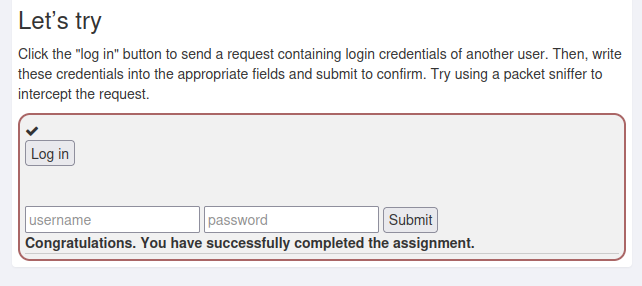 Let’s try
Click the "log in" button to send a request containing login credentials of another user. Then, write
these credentials into the appropriate fields and submit to confirm. Try using a packet sniffer to
intercept the request.
✔
Log in
username password Submit
Congratulations. You have successfully completed the assignment.